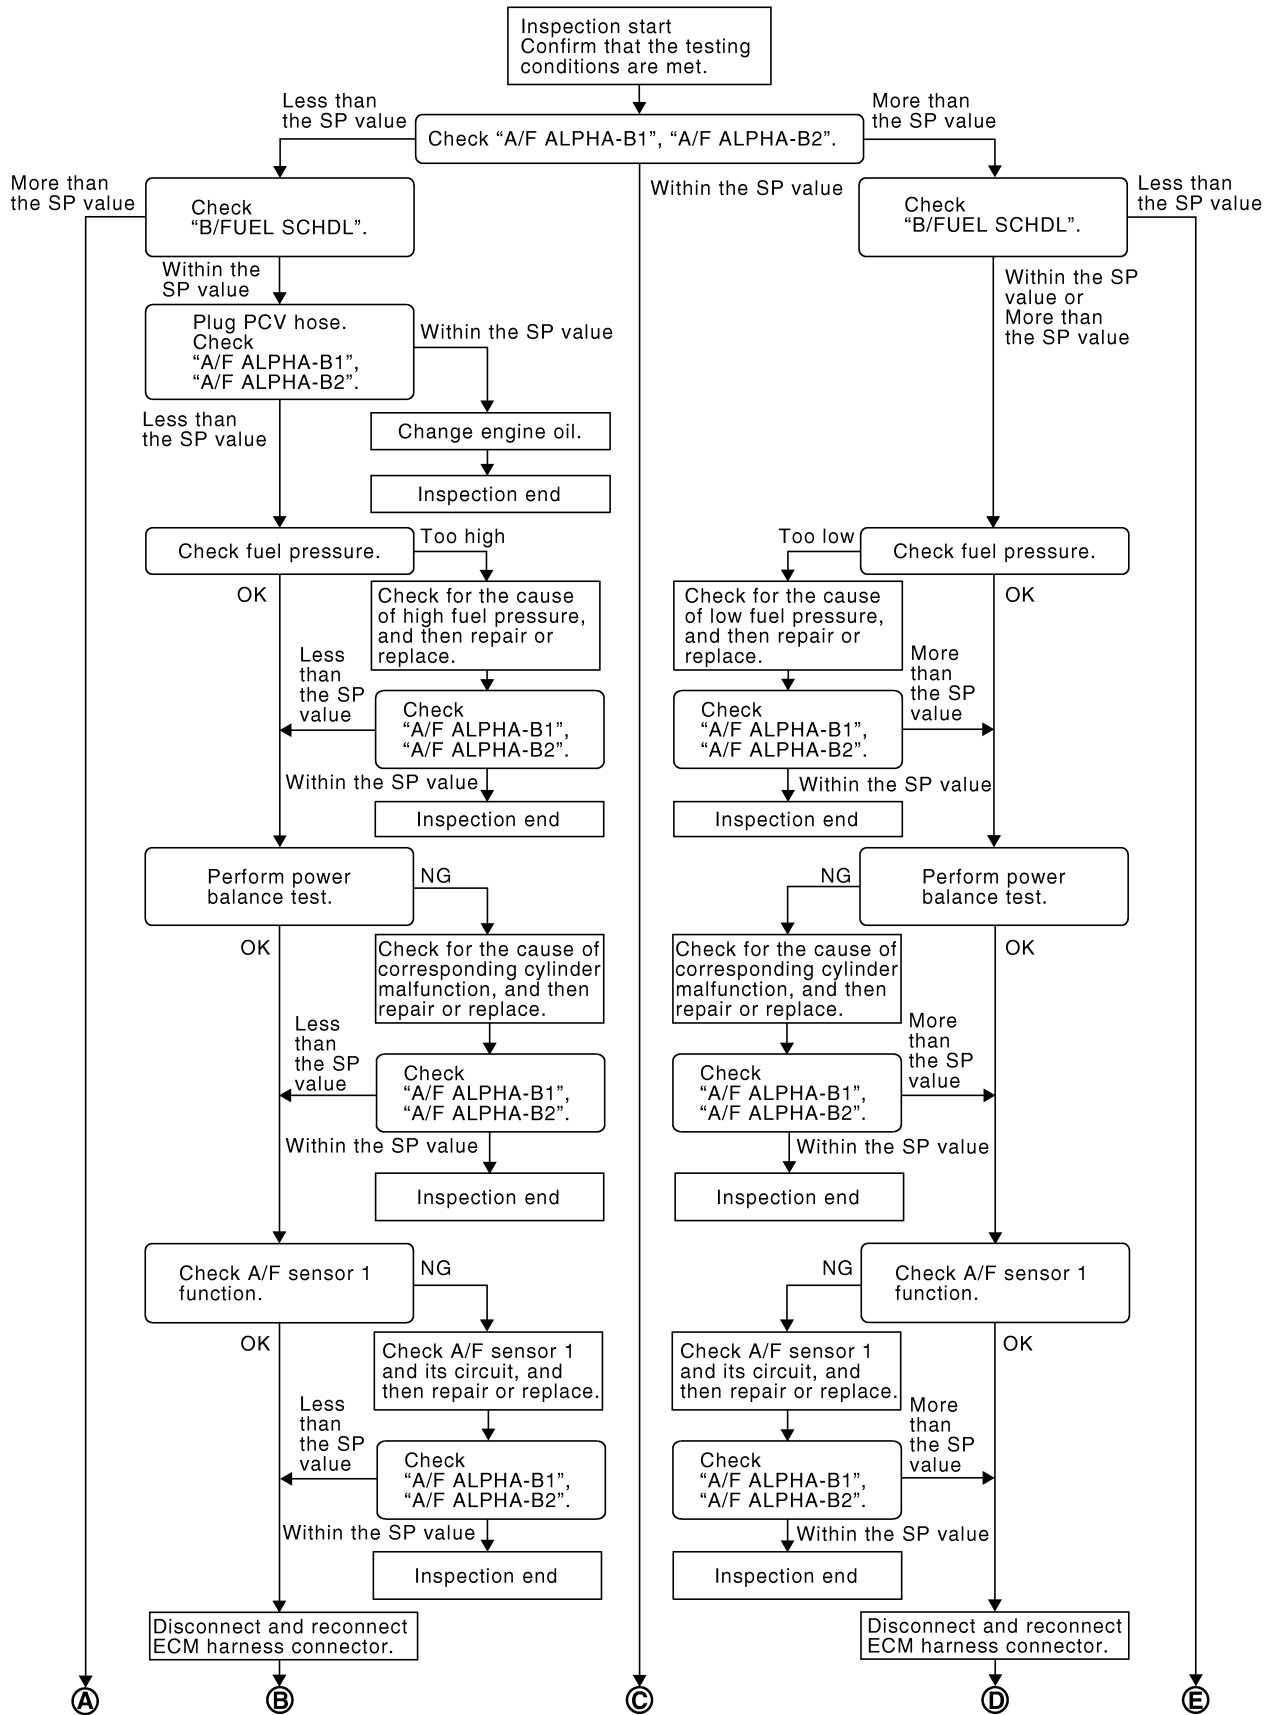 Inspection start
Confirm that the testing
conditions are met.
Less than
the SP value
More than
the SP value
Check “A/F ALPHA-B1”, “A/F ALPHA-B2”.
More than
the SP value
Check
“B/FUEL SCHDL”.
Within the SP value
Check
“B/FUEL SCHDL”.
Less than
the SP value
Within the
SP value
Within the SP
value or
More than
the SP value
Plug PCV hose.
Check
“A/F ALPHA-B1”,
“A/F ALPHA-B2”.
Within the SP value
Less than
the SP value
Change engine oil.
Inspection end
Check fuel pressure.
Too high
Too low
Check fuel pressure.
OK
Check for the cause
of high fuel pressure,
and then repair or
replace.
Check for the cause
of low fuel pressure,
and then repair or
replace.
OK
Less
than
the SP
value
Check
“A/F ALPHA-B1”,
“A/F ALPHA-B2”.
Check
“A/F ALPHA-B1”,
“A/F ALPHA-B2”.
More
than
the SP
value
Within the SP value
Within the SP value
Inspection end
Inspection end
Perform power
balance test.
NG
NG
Perform power
balance test.
OK
Check for the cause of
corresponding cylinder
malfunction, and then
repair or replace.
Check for the cause of
corresponding cylinder
malfunction, and then
repair or replace.
OK
Less
than
the SP
value
Check
“A/F ALPHA-B1”,
“A/F ALPHA-B2”.
Check
“A/F ALPHA-B1”,
“A/F ALPHA-B2”.
More
than
the SP
value
Within the SP value
Within the SP value
Inspection end
Inspection end
Check A/F sensor 1
function.
NG
NG
Check A/F sensor 1
function.
OK
Check A/F sensor 1
and its circuit, and
then repair or replace.
Check A/F sensor 1
and its circuit, and
then repair or replace.
OK
Less
than
the SP
value
Check
“A/F ALPHA-B1”,
“A/F ALPHA-B2”.
Check
“A/F ALPHA-B1”,
“A/F ALPHA-B2”.
More
than
the SP
value
Within the SP value
Within the SP value
Inspection end
Inspection end
Disconnect and reconnect
ECM harness connector.
Disconnect and reconnect
ECM harness connector.
A
B
C
D
E